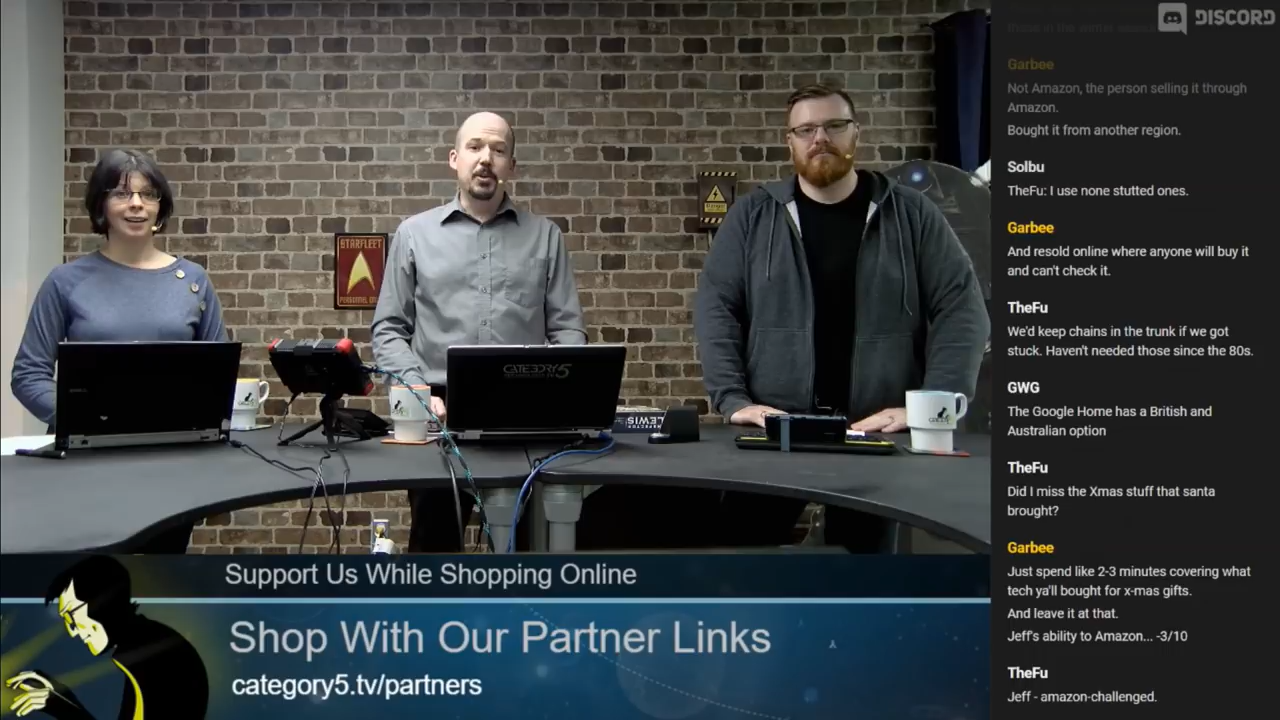 DISCORD
Garbee
Not Amazon, the person selling it through
Amazon.
Bought it from another region.
Solbu
TheFu: I use none stutted ones.
Garbee
And resold online where anyone will buy it
and can't check it.
TheFu
We'd keep chains in the trunk if we got
stuck. Haven't needed those since the 80s.
GWG
The Google Home has a British and
Australian option
TheFu
Did I miss the Xmas stuff that santa
brought?
Garbee
Just spend like 2-3 minutes covering what
tech ya'll bought for x-mas gifts.
And leave it at that.
Jeff's ability to Amazon... -3/10
TheFu
Jeff - amazon-challenged.
STARFLEET
PERSONNEL ONLY
CATEGORY5
LEWIS
Support Us While Shopping Online
Shop With Our Partner Links
category5.tv/partners